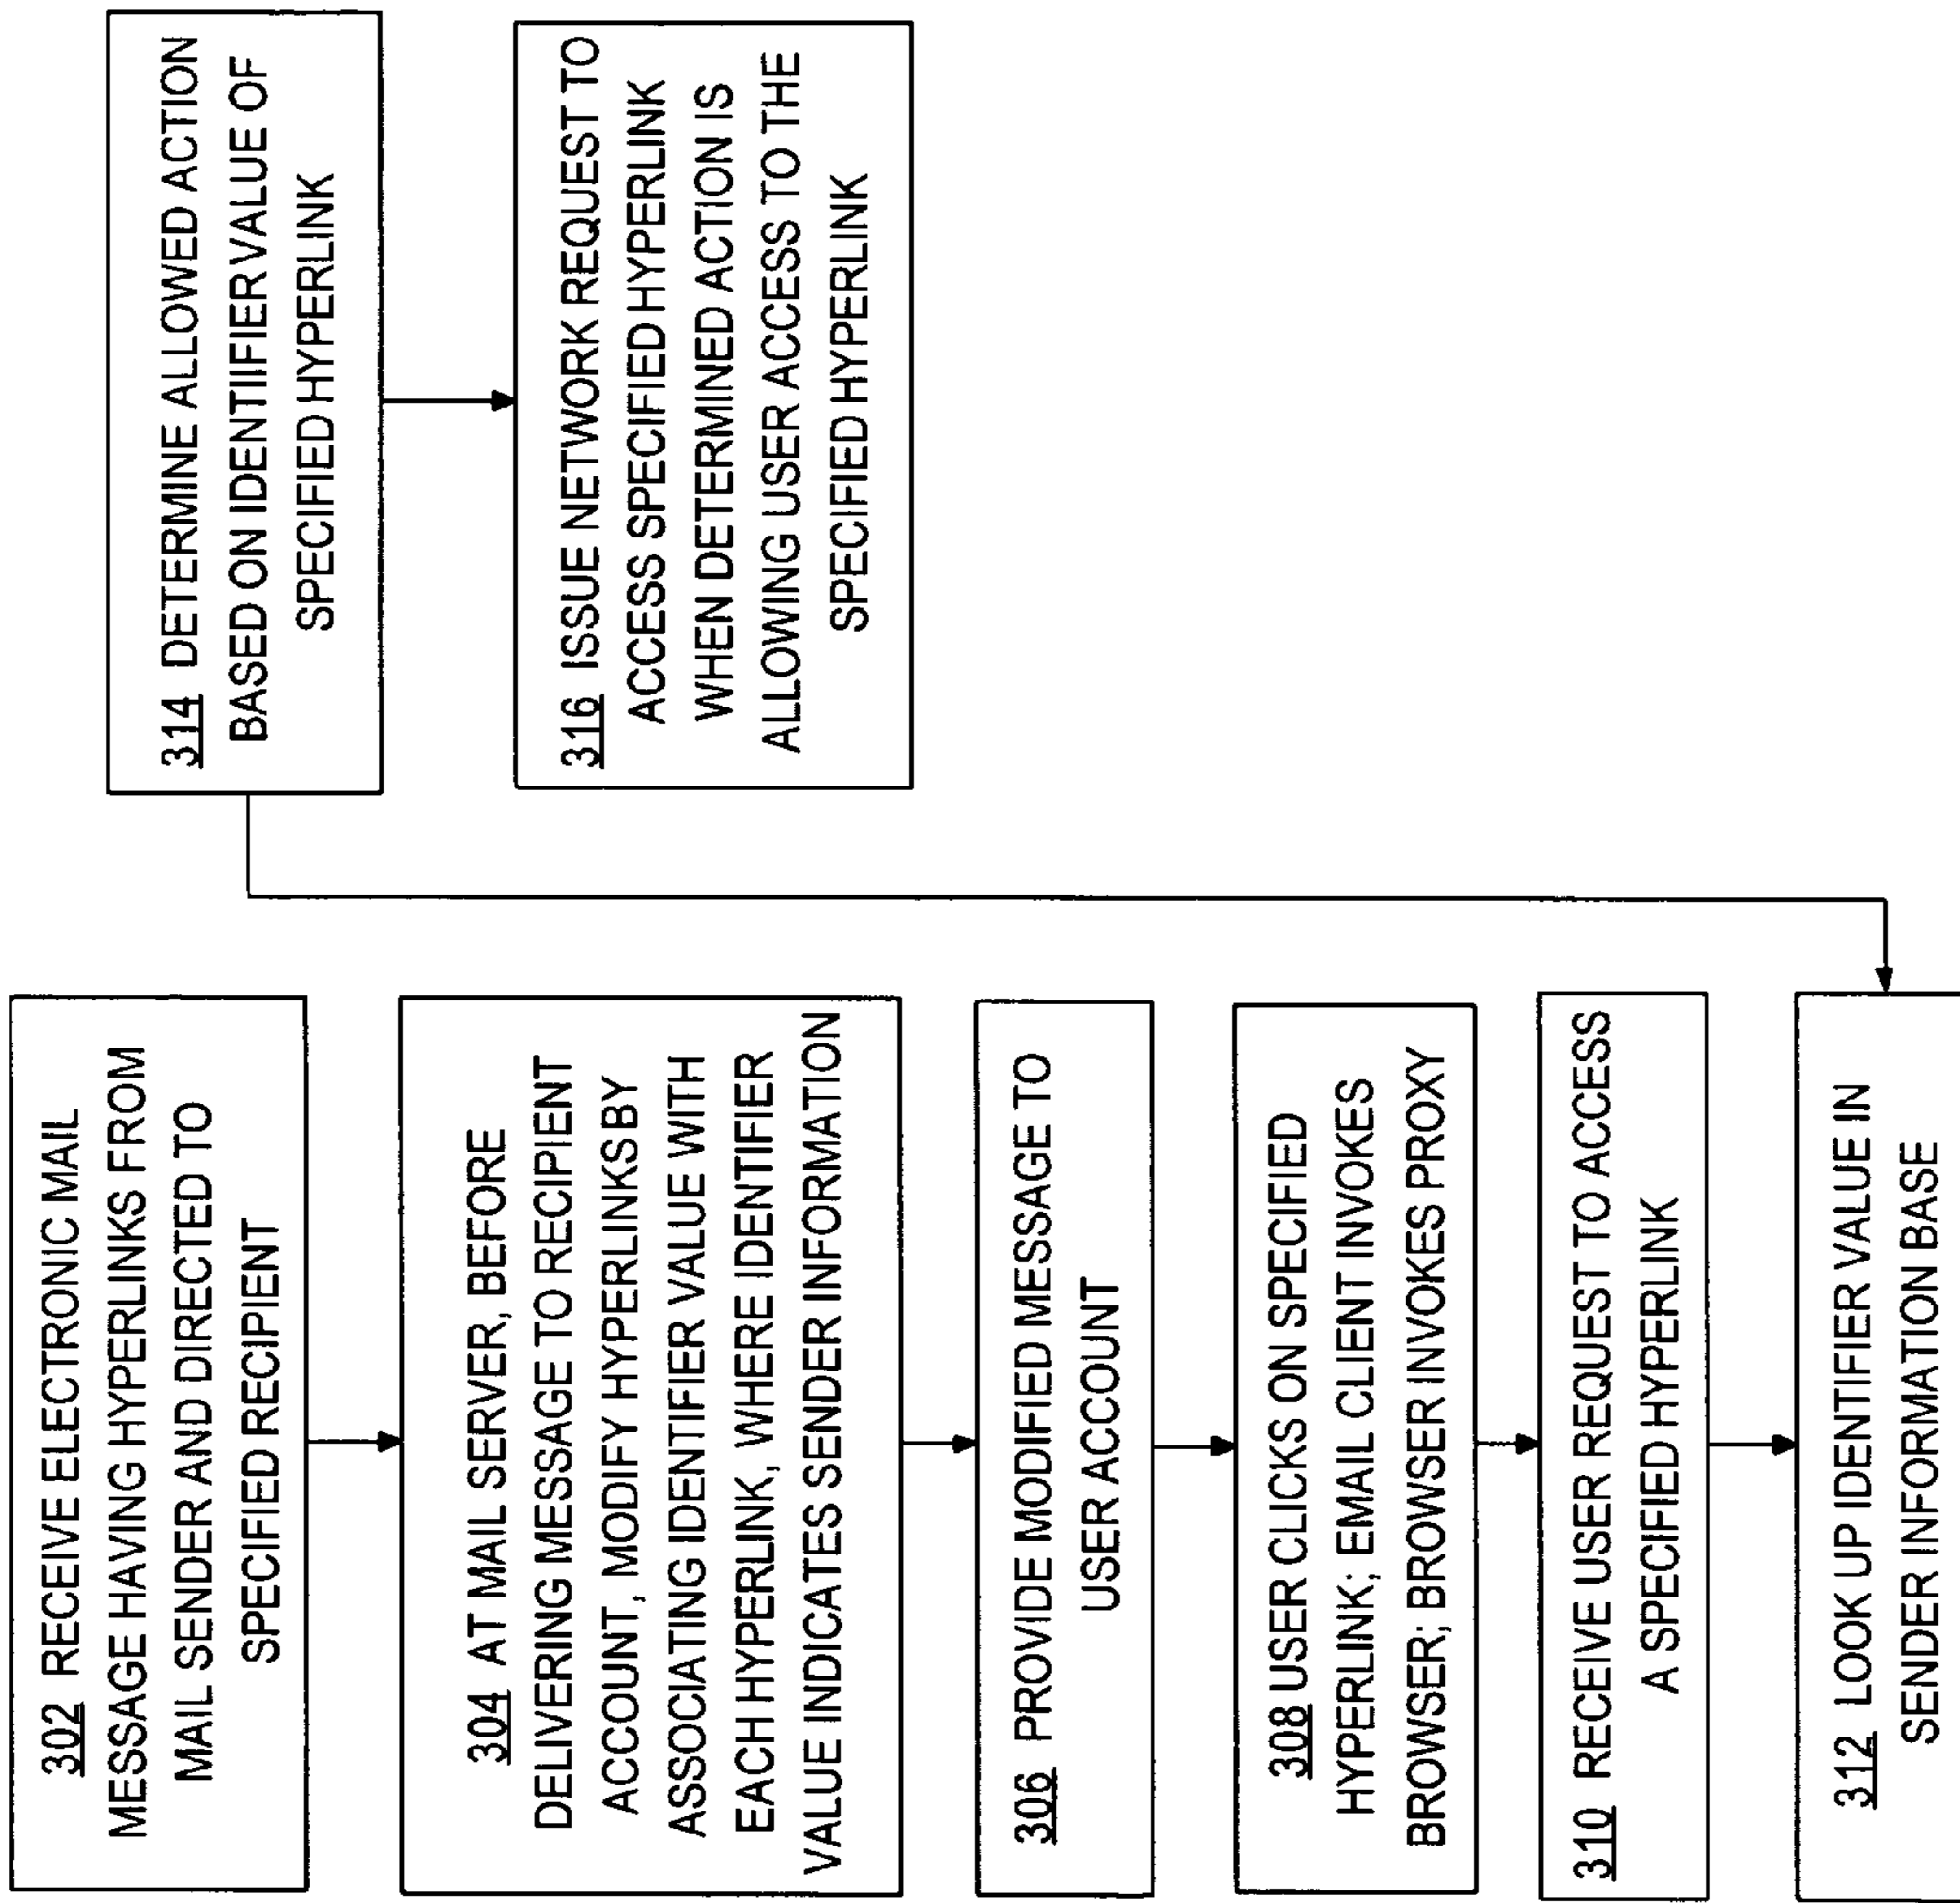 302 RECEIVE ELECTRONIC MAIL
MESSAGE HAVING HYPERLINKS FROM
MAIL SENDER AND DIRECTED TO
SPECIFIED RECIPIENT
304 AT MAIL SERVER, BEFORE
DELIVERING MESSAGE TO RECIPIENT
ACCOUNT, MODIFY HYPERLINKS BY
ASSOCIATING IDENTIFIER VALUE WITH
EACH HYPERLINK, WHERE IDENTIFIER
VALUE INDICATES SENDER INFORMATION
306 PROVIDE MODIFIED MESSAGE TO
USER ACCOUNT
308 USER CLICKS ON SPECIFIED
HYPERLINK; EMAIL CLIENT INVOKES
BROWSER; BROWSER INVOKES PROXY
310 RECEIVE USER REQUEST TO ACCESS
A SPECIFIED HYPERLINK
312 LOOK UP IDENTIFIER VALUE IN
SENDER INFORMATION BASE
314 DETERMINE ALLOWED ACTION
BASED ON IDENTIIFIER VALUE OF
SPECIFIED HYPERLINK
316 ISSUE NETWORK REQUEST TO
ACCESS SPECIFIED HYPERLINK
WHEN DETERMINED ACTION IS
ALLOWING USER ACCESS TO THE
SPECIFIED HYPERLINK